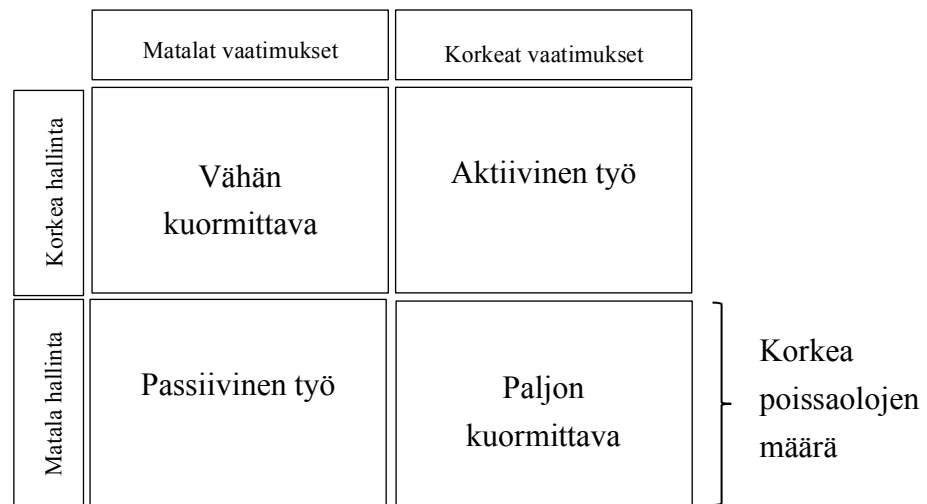 Matalat vaatimukset
Korkeat vaatimukset
Korkea hallinta
Vähän
kuormittava
Aktiivinen työ
Matala hallinta
Passiivinen työ
Paljon
kuormittava
Korkea
poissaolojen
määrä